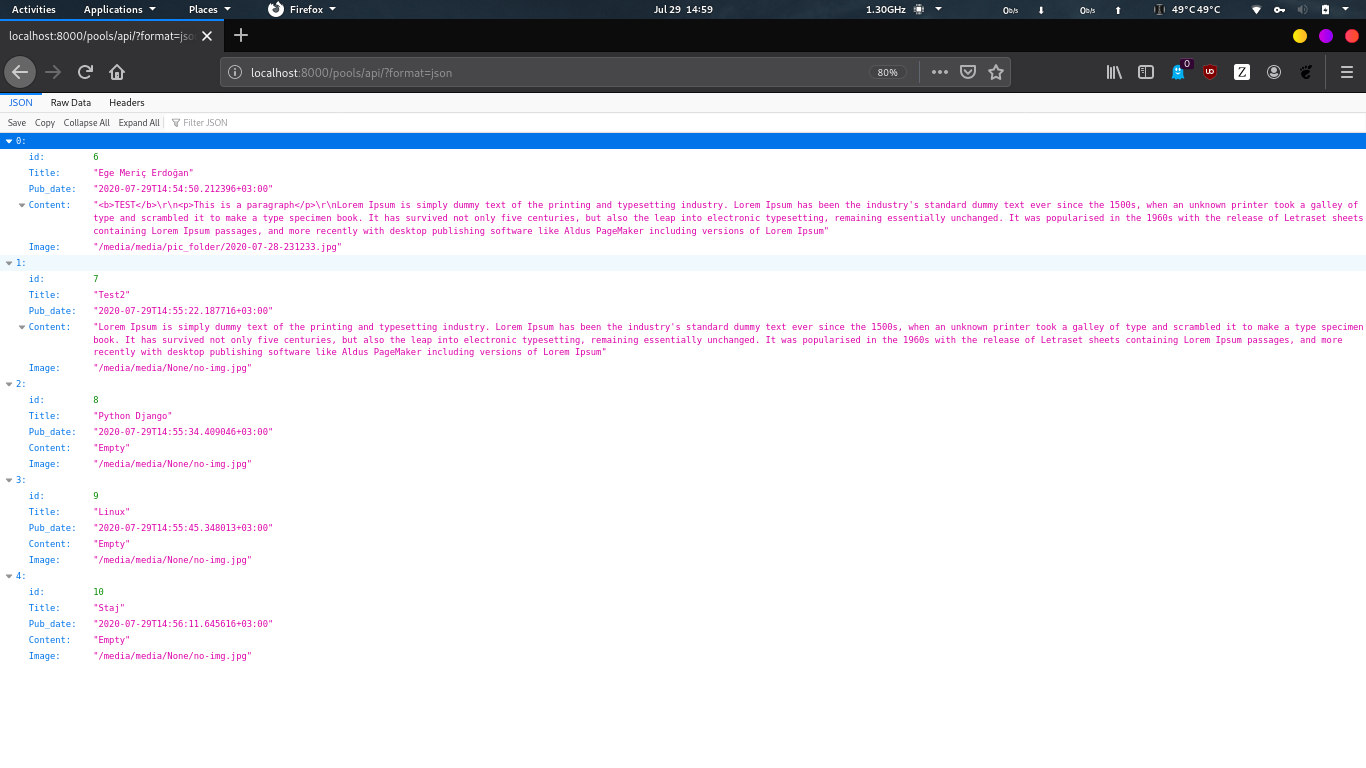 Activities Applications Places Firefox Jul 29 14:59 1.30GHz 0b/s 0b/s 49°C 49°C
localhost:8000/pools/api/?format=jso
localhost:8000/pools/api/?format=json 80% 0 UD Z
JSON Raw Data Headers
Save Copy Collapse All Expand All Filter JSON
0:
id: 6
Title: "Ege Meriç Erdoğan"
Pub_date: "2020-07-29T14:54:50.212396+03:00"
Content: "<b>TEST</b>\r\n<p>This is a paragraph</p>\r\nLorem Ipsum is simply dummy text of the printing and typesetting industry. Lorem Ipsum has been the industry's standard dummy text ever since the 1500s, when an unknown printer took a galley of
type and scrambled it to make a type specimen book. It has survived not only five centuries, but also the leap into electronic typesetting, remaining essentially unchanged. It was popularised in the 1960s with the release of Letraset sheets
containing Lorem Ipsum passages, and more recently with desktop publishing software like Aldus PageMaker including versions of Lorem Ipsum"
Image: "/media/media/pic_folder/2020-07-28-231233.jpg"
1:
id: 7
Title: "Test2"
Pub_date: "2020-07-29T14:55:22.187716+03:00"
Content: "Lorem Ipsum is simply dummy text of the printing and typesetting industry. Lorem Ipsum has been the industry's standard dummy text ever since the 1500s, when an unknown printer took a galley of type and scrambled it to make a type specimen
book. It has survived not only five centuries, but also the leap into electronic typesetting, remaining essentially unchanged. It was popularised in the 1960s with the release of Letraset sheets containing Lorem Ipsum passages, and more
recently with desktop publishing software like Aldus PageMaker including versions of Lorem Ipsum"
Image: "/media/media/None/no-img.jpg"
2:
id: 8
Title: "Python Django"
Pub_date: "2020-07-29T14:55:34.409046+03:00"
Content: "Empty"
Image: "/media/media/None/no-img.jpg"
3:
id: 9
Title: "Linux"
Pub_date: "2020-07-29T14:55:45.348013+03:00"
Content: "Empty"
Image: "/media/media/None/no-img.jpg"
4:
id: 10
Title: "Staj"
Pub_date: "2020-07-29T14:56:11.645616+03:00"
Content: "Empty"
Image: "/media/media/None/no-img.jpg"